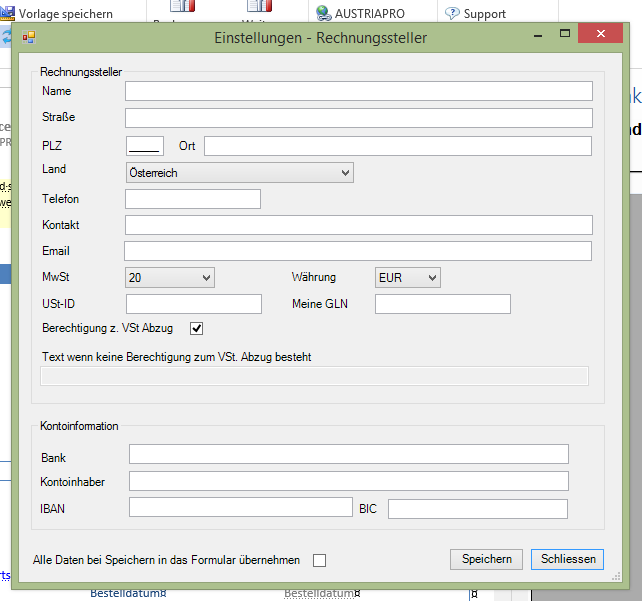 Vorlage speichern
AUSTRIAPRO
Support
Einstellungen - Rechnungssteller
Rechnungssteller
Name
Straße
PLZ _____ Ort
Land Österreich
Telefon
Kontakt
Email
MwSt 20 Währung EUR
USt-ID Meine GLN
Berechtigung z. VSt Abzug
Text wenn keine Berechtigung zum VSt. Abzug besteht
Kontoinformation
Bank
Kontoinhaber
IBAN BIC
Alle Daten bei Speichern in das Formular übernehmen Speichern Schliessen
Bestelldatum¤ Bestelldatum¤ ¤